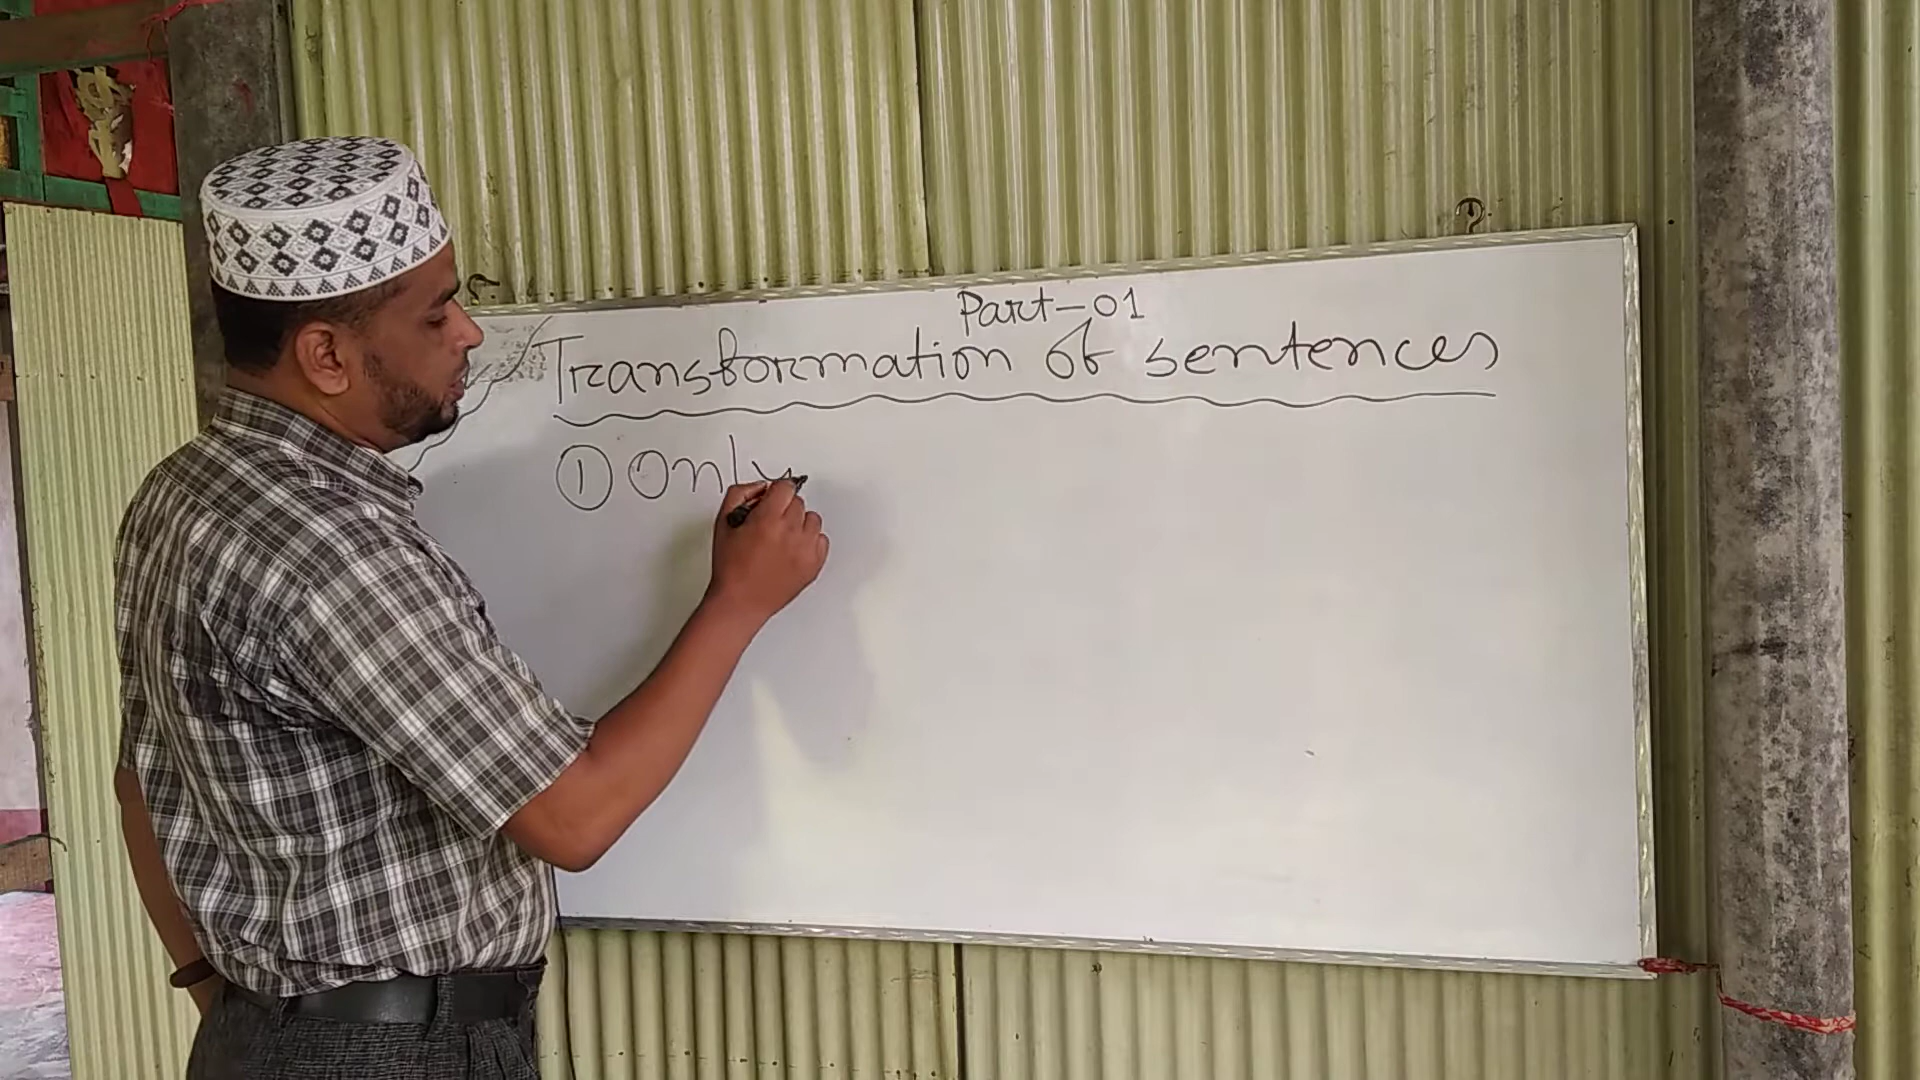 Part-01
Transformation of sentences
① Only